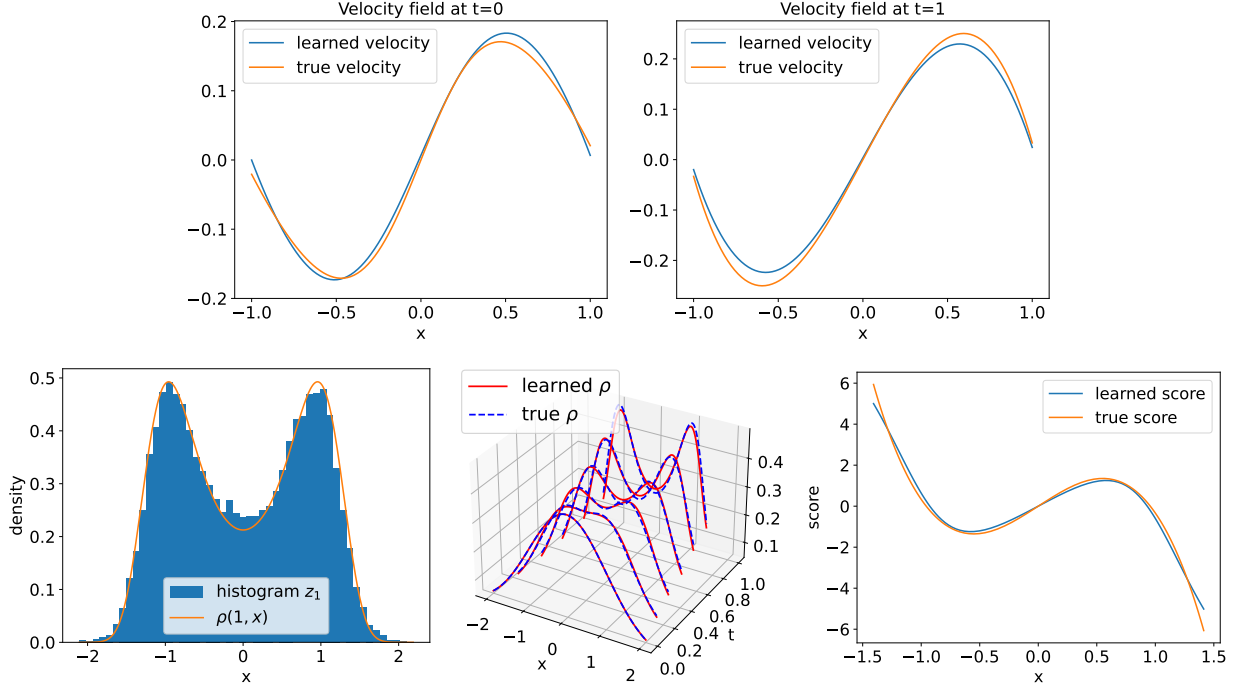 Velocity field at t=0
learned velocity
true velocity
0.2
0.1
0.0
−0.1
−0.2
−1.0 −0.5 0.0 0.5 1.0
x
Velocity field at t=1
learned velocity
true velocity
0.2
0.1
0.0
−0.1
−0.2
−1.0 −0.5 0.0 0.5 1.0
x
0.5
0.4
0.3
0.2
0.1
0.0
density
histogram z₁
ρ(1, x)
−2 −1 0 1 2
x
learned ρ
true ρ
0.4
0.3
0.2
0.1
−2 −1 0 1 2
x
0.0 0.2 0.4 0.6 0.8 1.0
t
6
4
2
0
−2
−4
−6
score
learned score
true score
−1.5 −1.0 −0.5 0.0 0.5 1.0 1.5
x